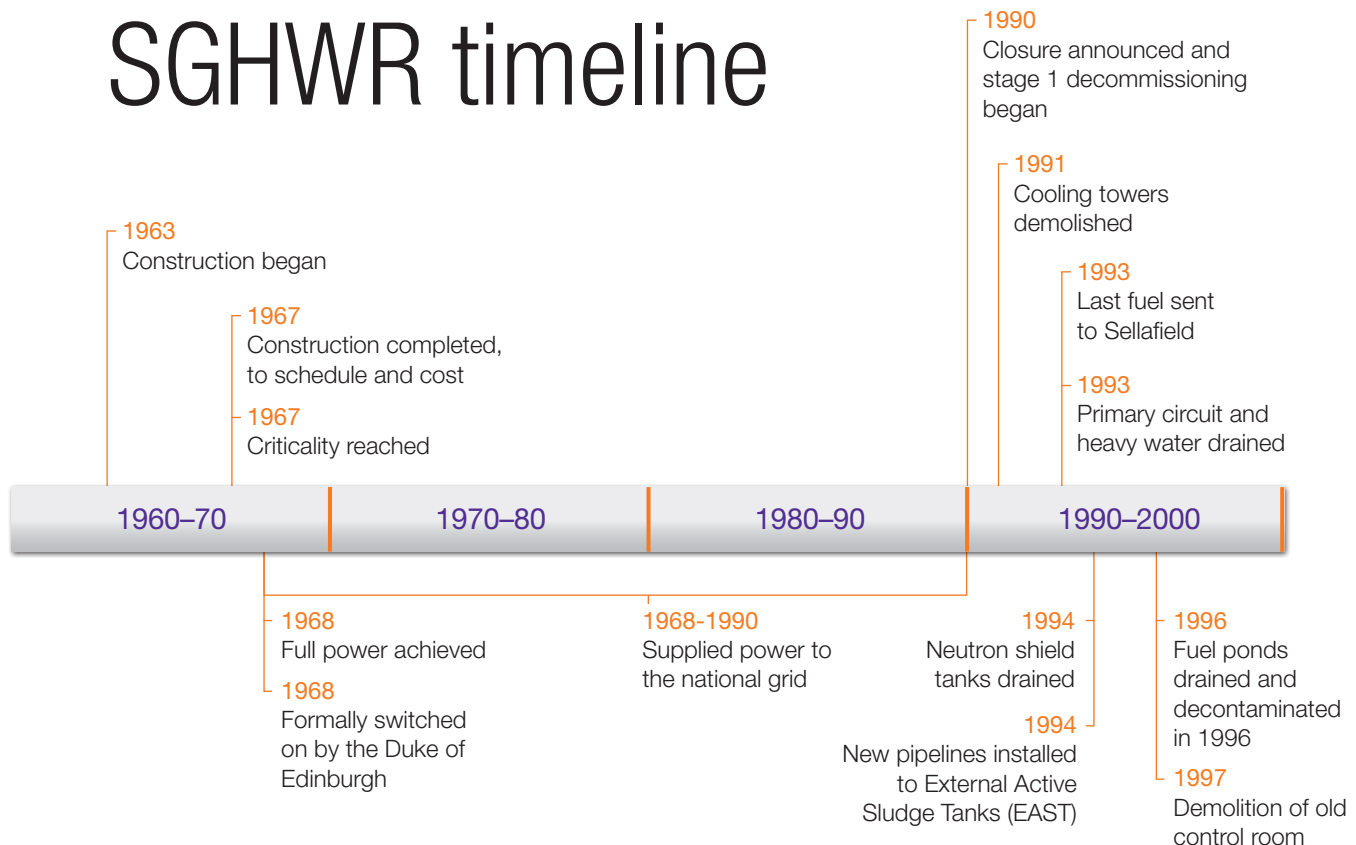 SGHWR timeline
1990
Closure announced and
stage 1 decommissioning
began
1991
Cooling towers
demolished
1963
Construction began
1993
Last fuel sent
to Sellafield
1967
Construction completed,
to schedule and cost
1993
Primary circuit and
heavy water drained
1967
Criticality reached
1960–70
1970–80
1980–90
1990–2000
1968
Full power achieved
1968
Formally switched
on by the Duke of
Edinburgh
1968-1990
Supplied power to
the national grid
1994
Neutron shield
tanks drained
1994
New pipelines installed
to External Active
Sludge Tanks (EAST)
1996
Fuel ponds
drained and
decontaminated
in 1996
1997
Demolition of old
control room